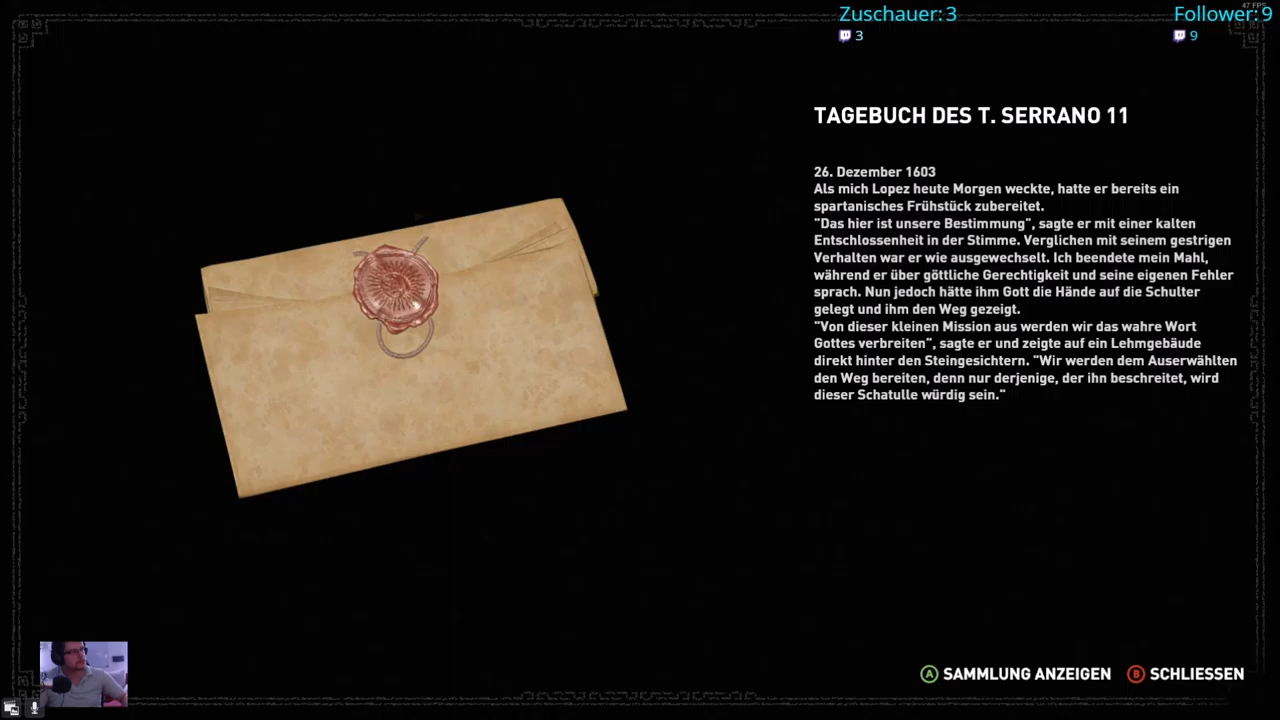 47 FPS
Zuschauer: 3
Follower: 9
3
9
TAGEBUCH DES T. SERRANO 11
26. Dezember 1603
Als mich Lopez heute Morgen weckte, hatte er bereits ein
spartanisches Frühstück zubereitet.
"Das hier ist unsere Bestimmung", sagte er mit einer kalten
Entschlossenheit in der Stimme. Verglichen mit seinem gestrigen
Verhalten war er wie ausgewechselt. Ich beendete mein Mahl,
während er über göttliche Gerechtigkeit und seine eigenen Fehler
sprach. Nun jedoch hätte ihm Gott die Hände auf die Schulter
gelegt und ihm den Weg gezeigt.
"Von dieser kleinen Mission aus werden wir das wahre Wort
Gottes verbreiten", sagte er und zeigte auf ein Lehmgebäude
direkt hinter den Steingesichtern. "Wir werden dem Auserwählten
den Weg bereiten, denn nur derjenige, der ihn beschreitet, wird
dieser Schatulle würdig sein."
A SAMMLUNG ANZEIGEN
B SCHLIESSEN